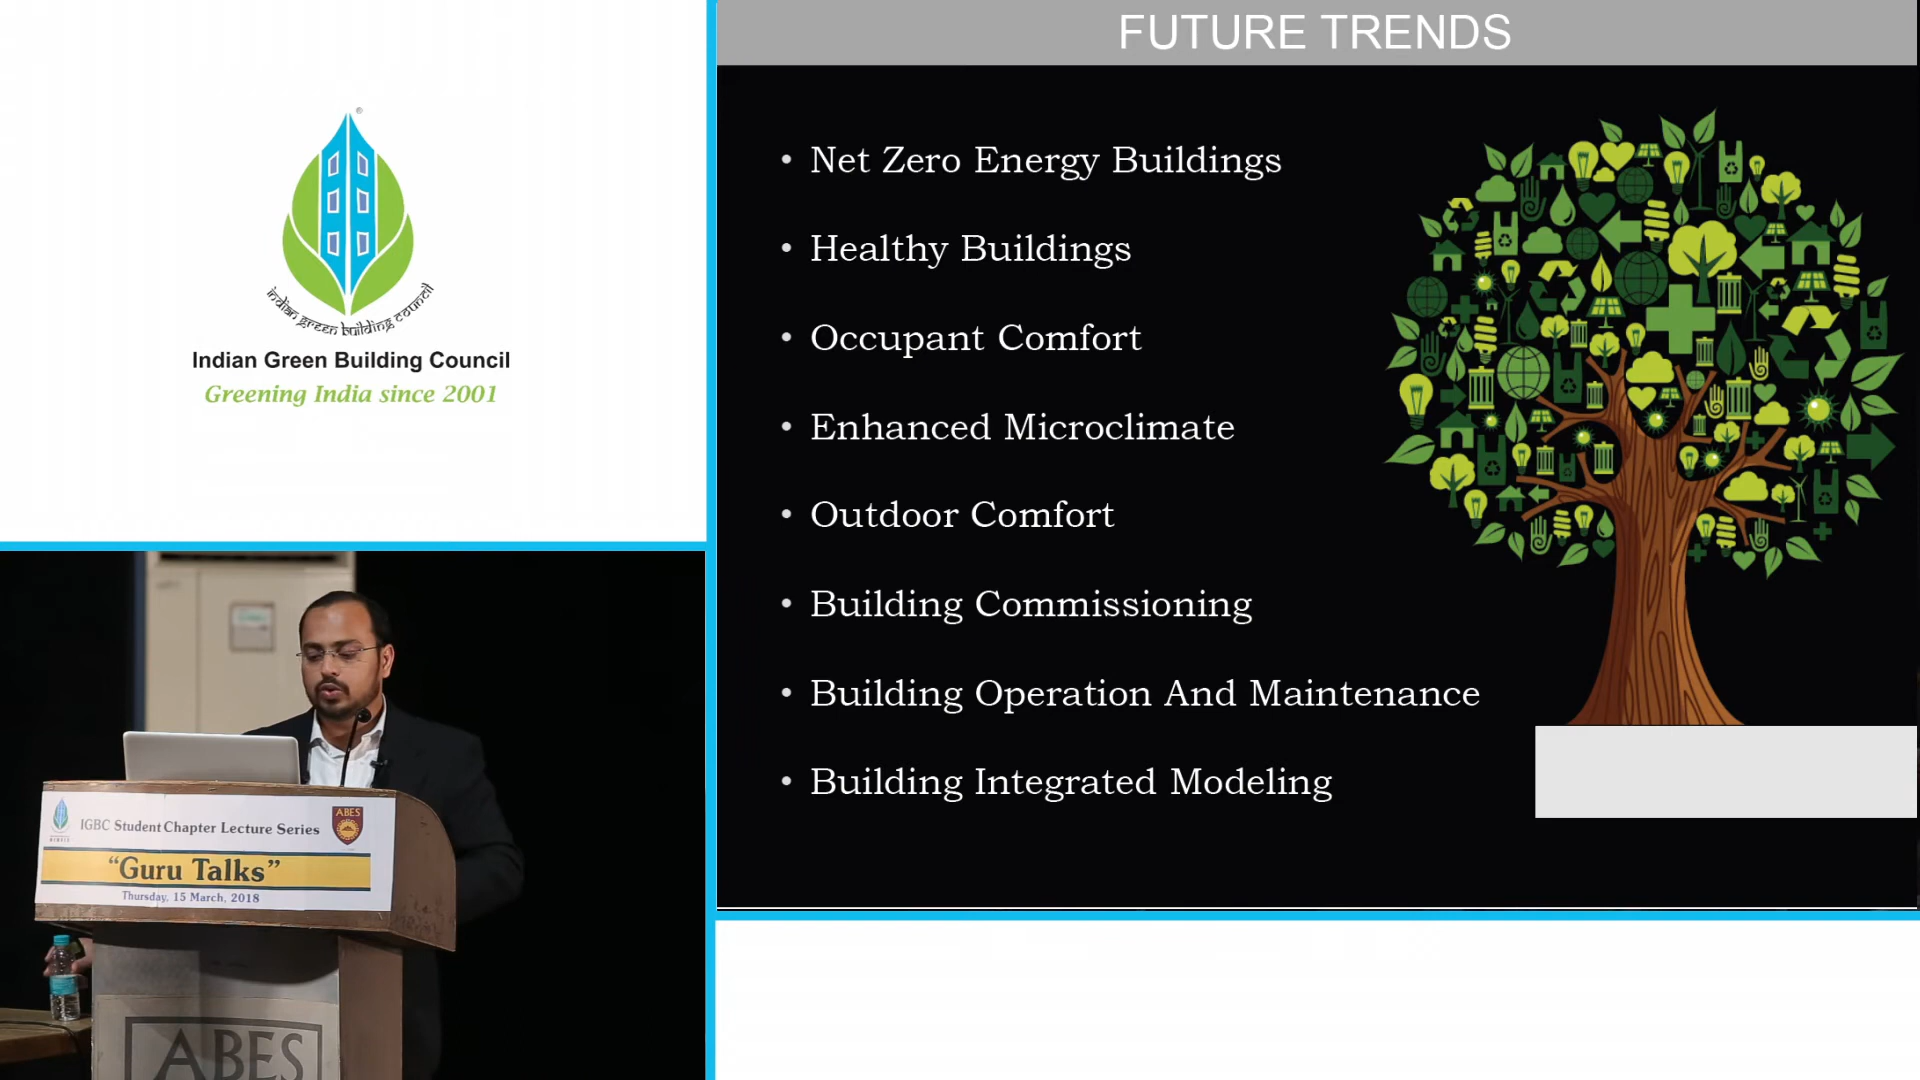 ®
indian green building council
Indian Green Building Council
Greening India since 2001
FUTURE TRENDS
• Net Zero Energy Buildings
• Healthy Buildings
• Occupant Comfort
• Enhanced Microclimate
• Outdoor Comfort
• Building Commissioning
• Building Operation And Maintenance
• Building Integrated Modeling
ABES
IGBC Student Chapter Lecture Series
“Guru Talks”
Thursday, 15 March, 2018
ABES